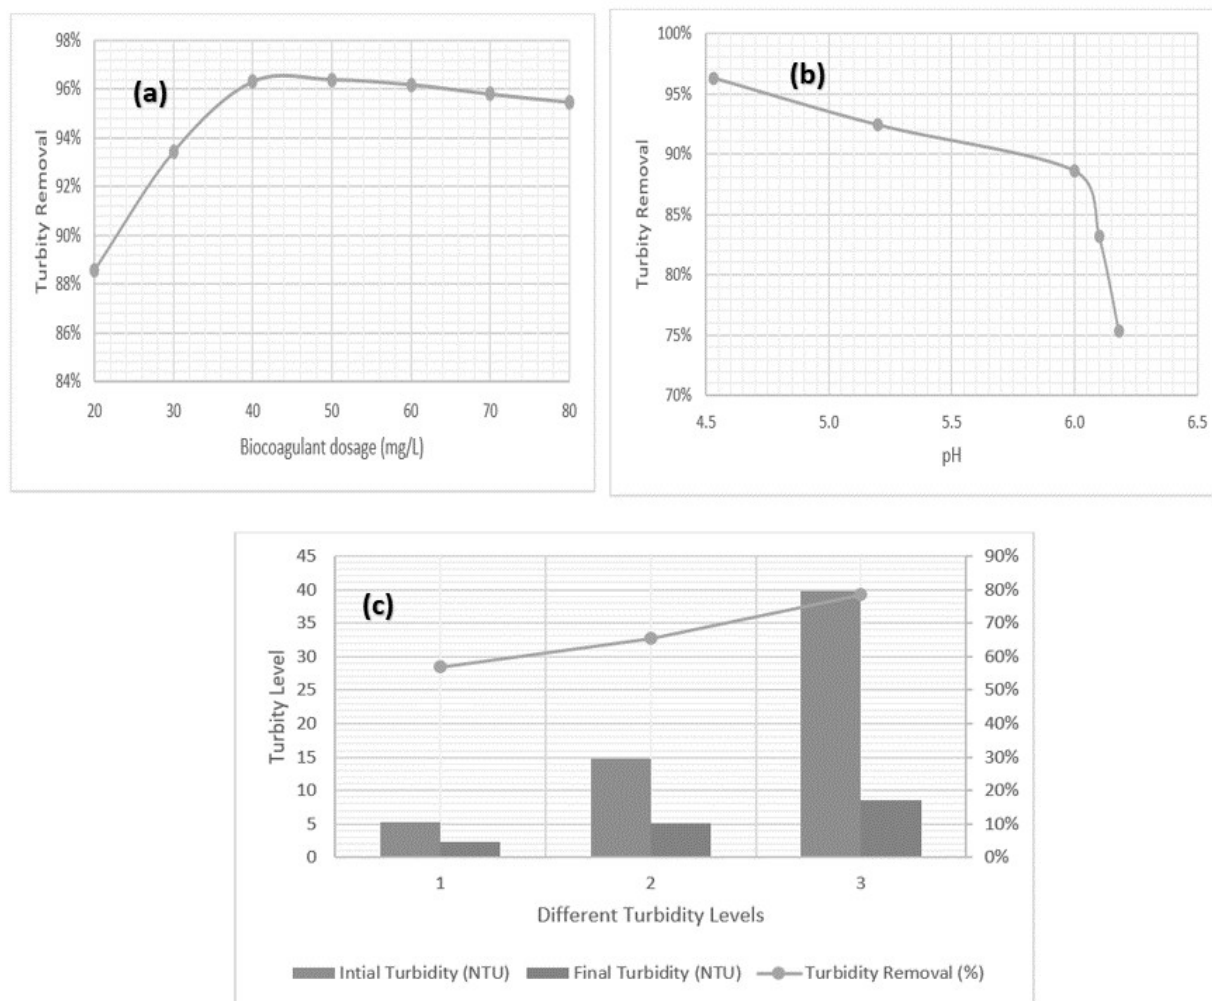 (a)
Turbity Removal
98%
96%
94%
92%
90%
88%
86%
84%
20 30 40 50 60 70 80
Biocoagulant dosage (mg/L)
(b)
Turbity Removal
100%
95%
90%
85%
80%
75%
70%
4.5 5.0 5.5 6.0 6.5
pH
(c)
Turbity Level
45 90%
40 80%
35 70%
30 60%
25 50%
20 40%
15 30%
10 20%
5 10%
0 0%
1 2 3
Different Turbidity Levels
Intial Turbidity (NTU) Final Turbidity (NTU) Turbidity Removal (%)